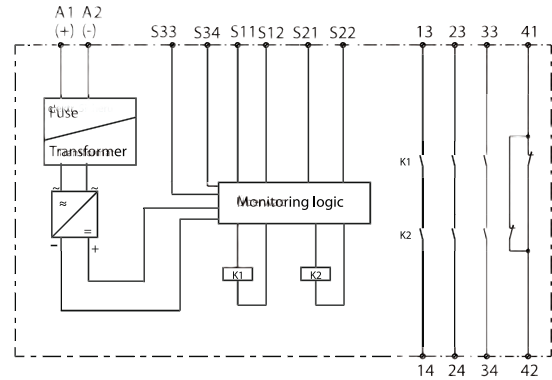 A1 A2
(+) (-)
S33 S34 S11 S12 S21 S22
13 23 33 41
Fuse
Transformer
~ ~
≈
=
- +
Monitoring logic
K1 K2
K1
K2
14 24 34 42